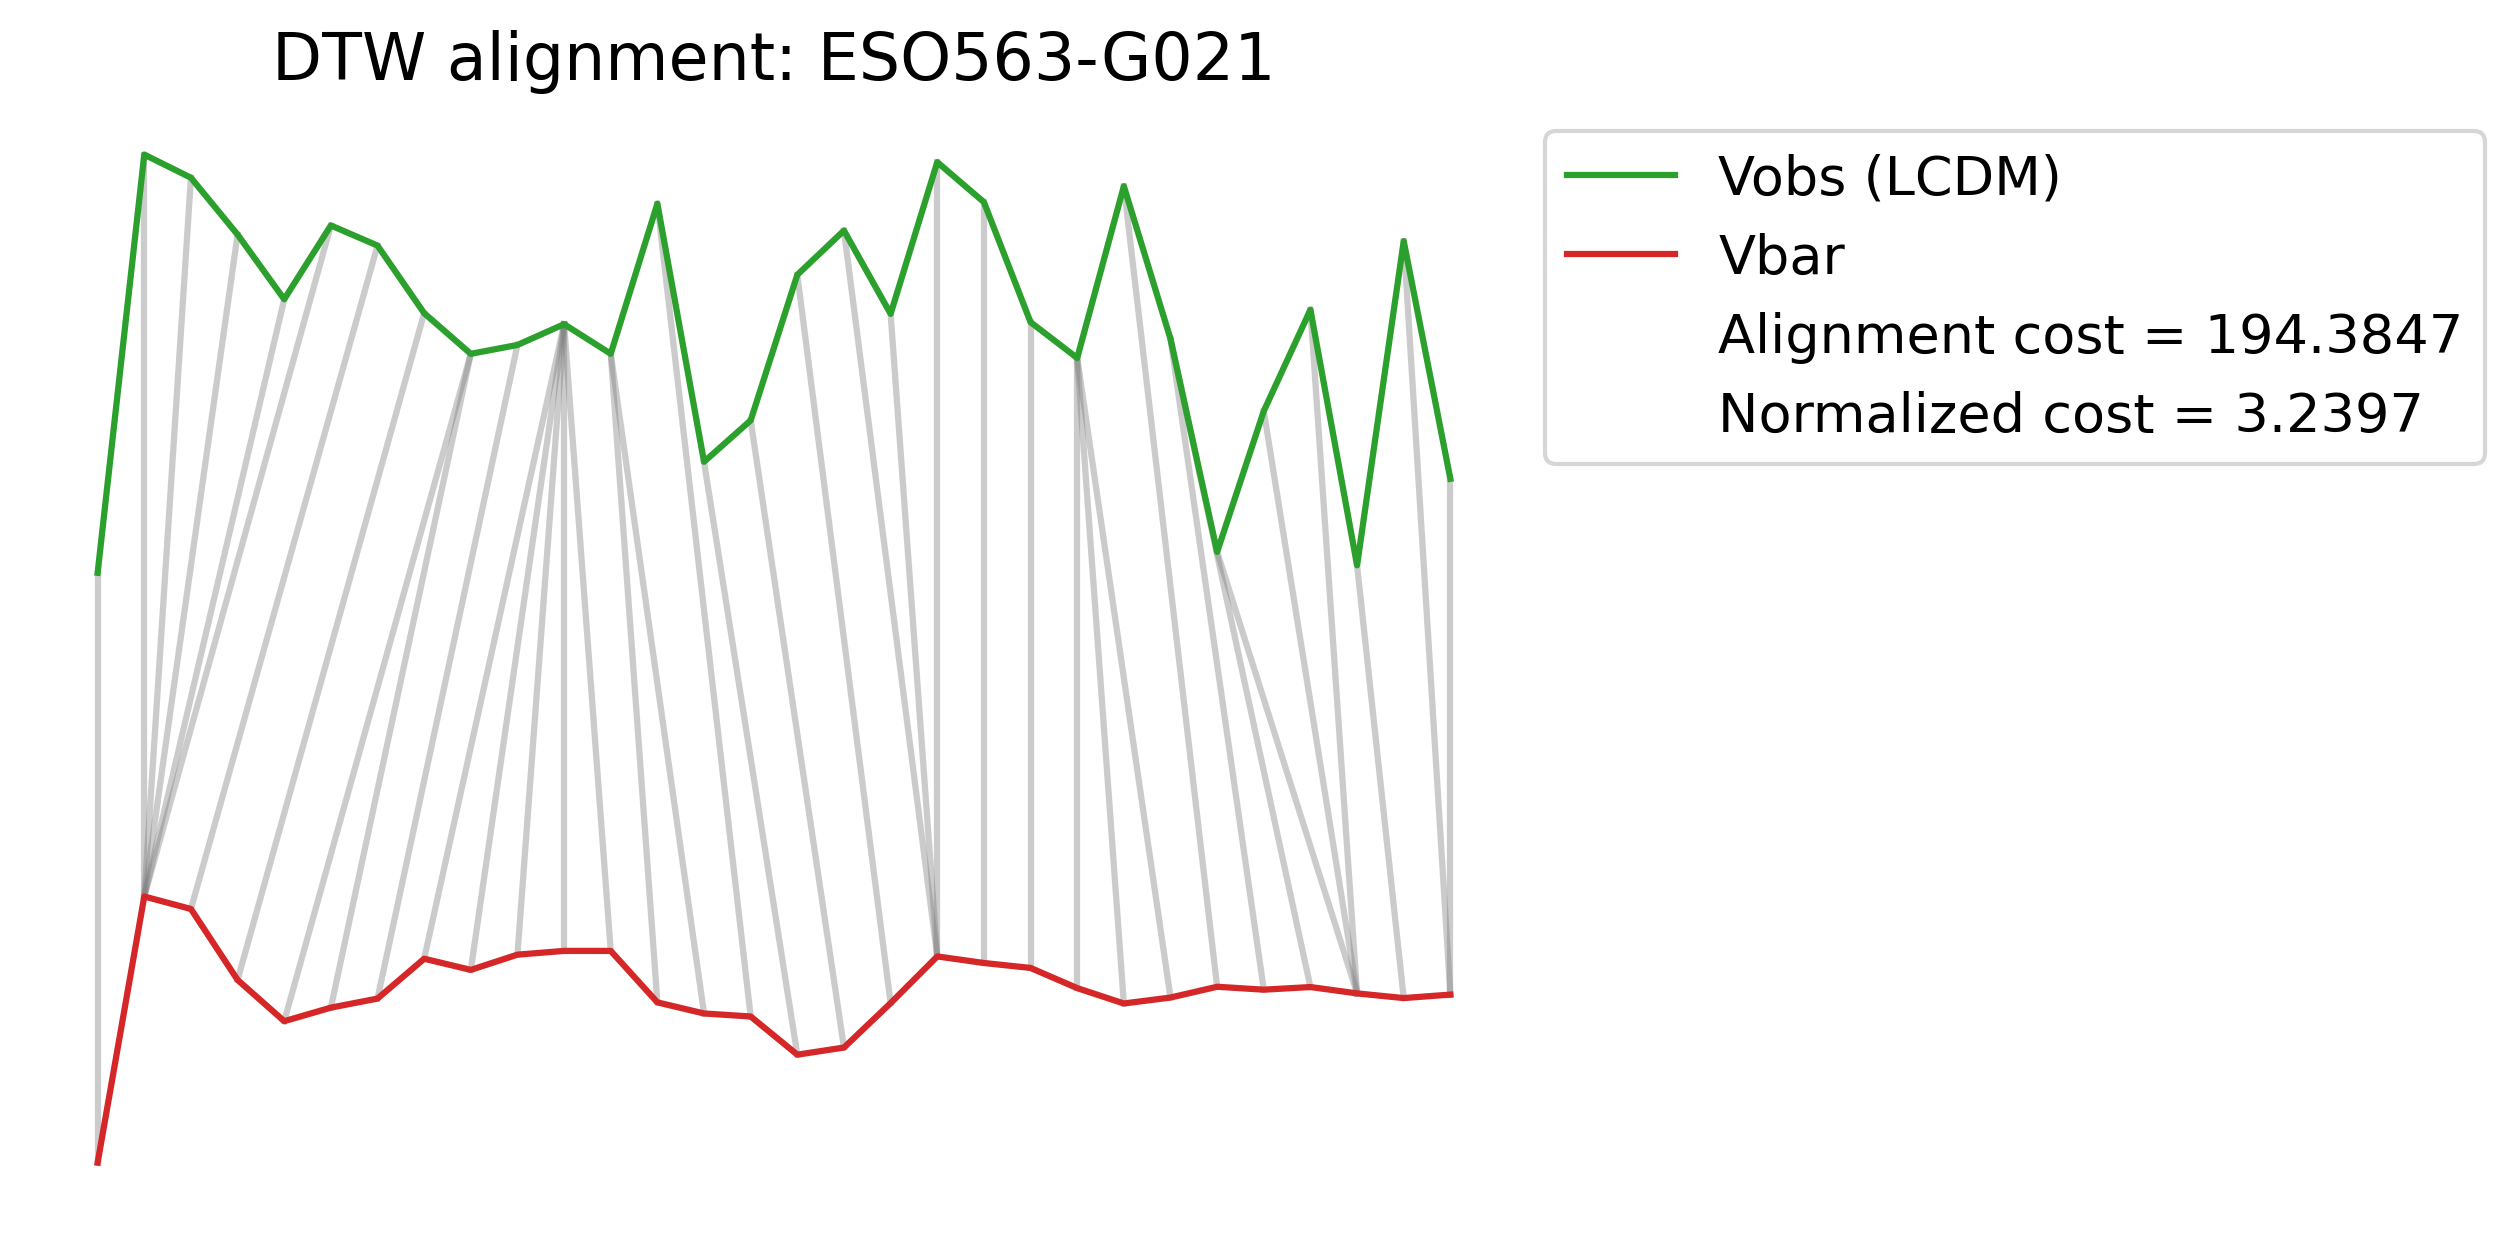 DTW alignment: ESO563-G021
Vobs (LCDM)
Vbar
Alignment cost = 194.3847
Normalized cost = 3.2397